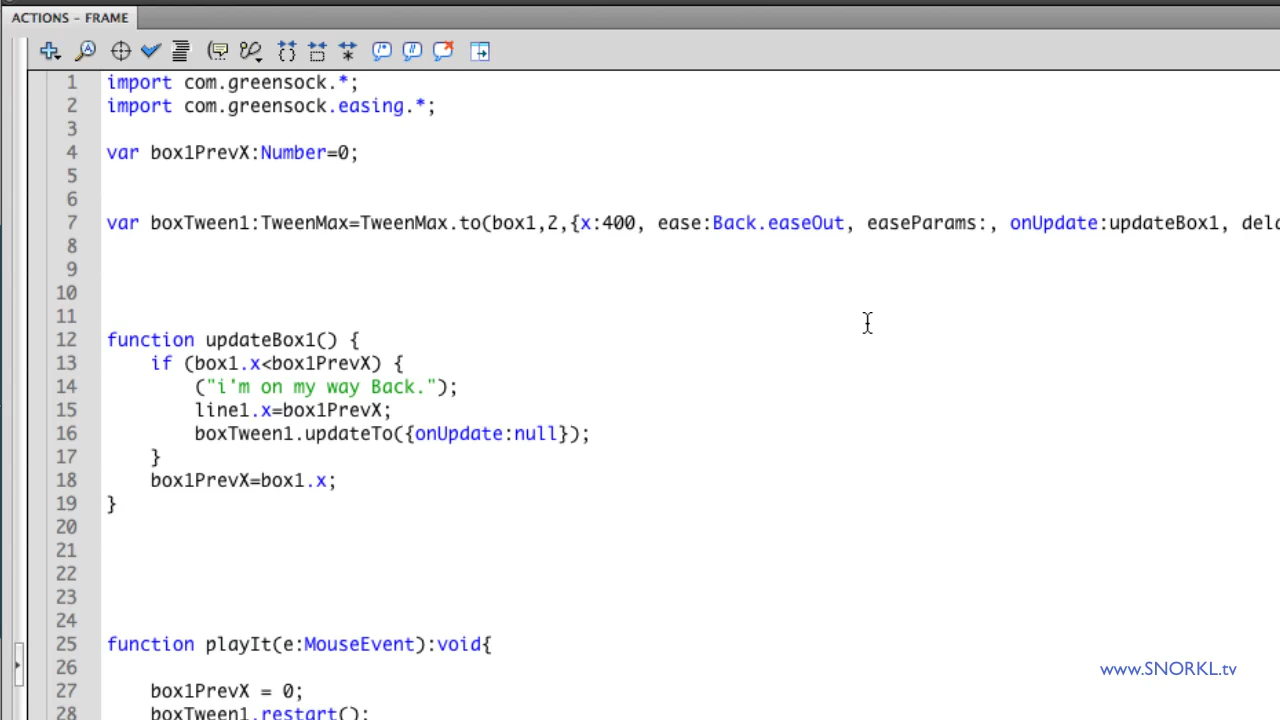 ACTIONS - FRAME
1 import com.greensock.*;
2 import com.greensock.easing.*;
3
4 var box1PrevX:Number=0;
5
6
7 var boxTween1:TweenMax=TweenMax.to(box1,2,{x:400, ease:Back.easeOut, easeParams:, onUpdate:updateBox1, dela
8
9
10
11
12 function updateBox1() {
13 if (box1.x<box1PrevX) {
14 ("i'm on my way Back.");
15 line1.x=box1PrevX;
16 boxTween1.updateTo({onUpdate:null});
17 }
18 box1PrevX=box1.x;
19 }
20
21
22
23
24
25 function playIt(e:MouseEvent):void{
26
27 box1PrevX = 0;
28 boxTween1.restart();
www.SNORKL.tv